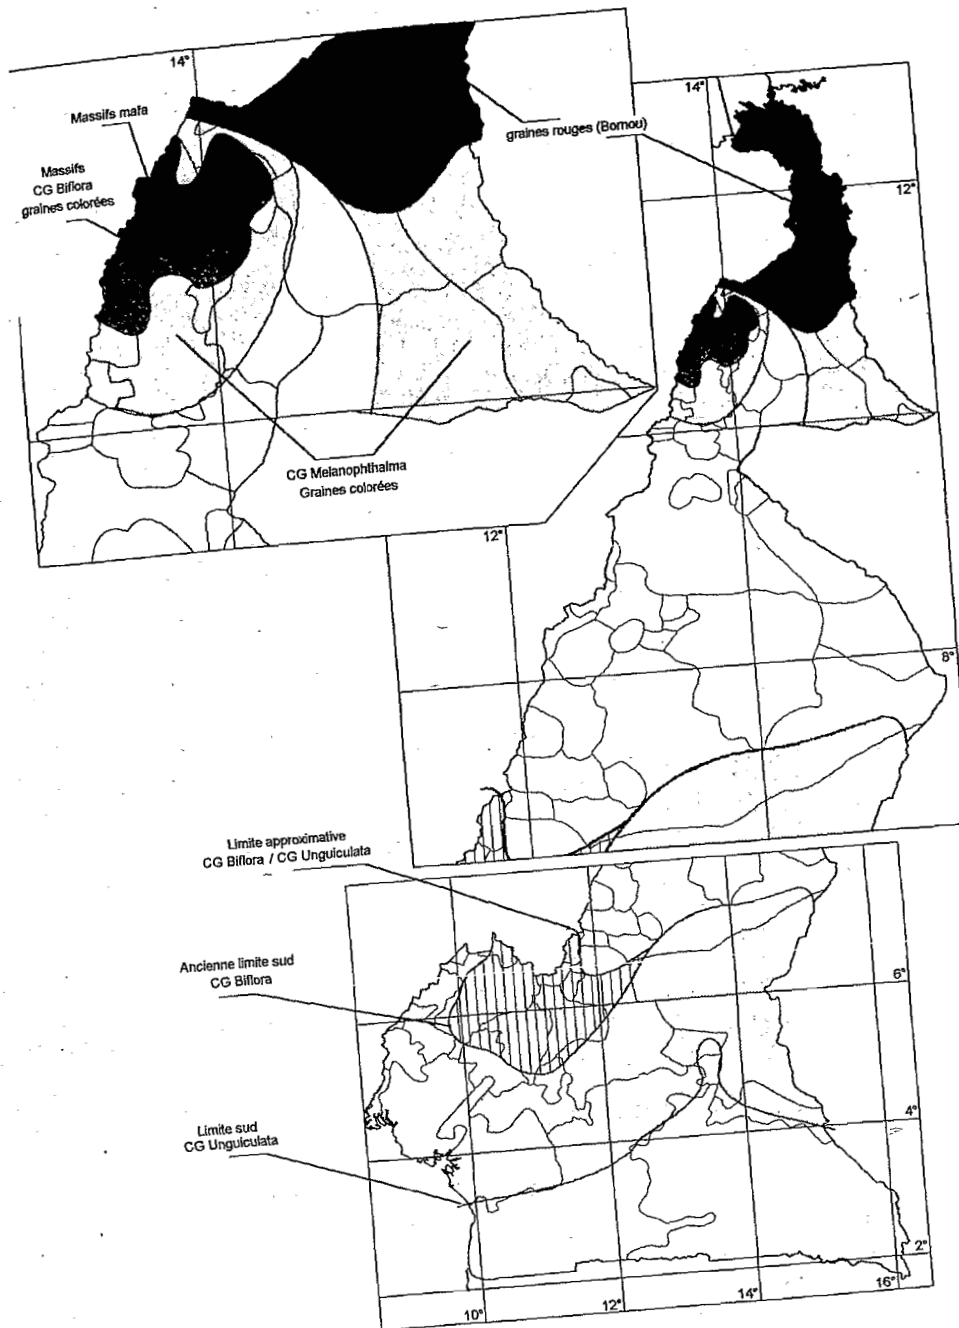 14°
Massifs mafa
Massifs
CG Biflora
graines colorées
graines rouges (Bornou)
14°
12°
CG Melanophthalma
Graines colorées
12°
8°
Limite approximative
CG Biflora / CG Unguiculata
Ancienne limite sud
CG Biflora
6°
Limite sud
CG Unguiculata
4°
2°
10°
12°
14°
16°